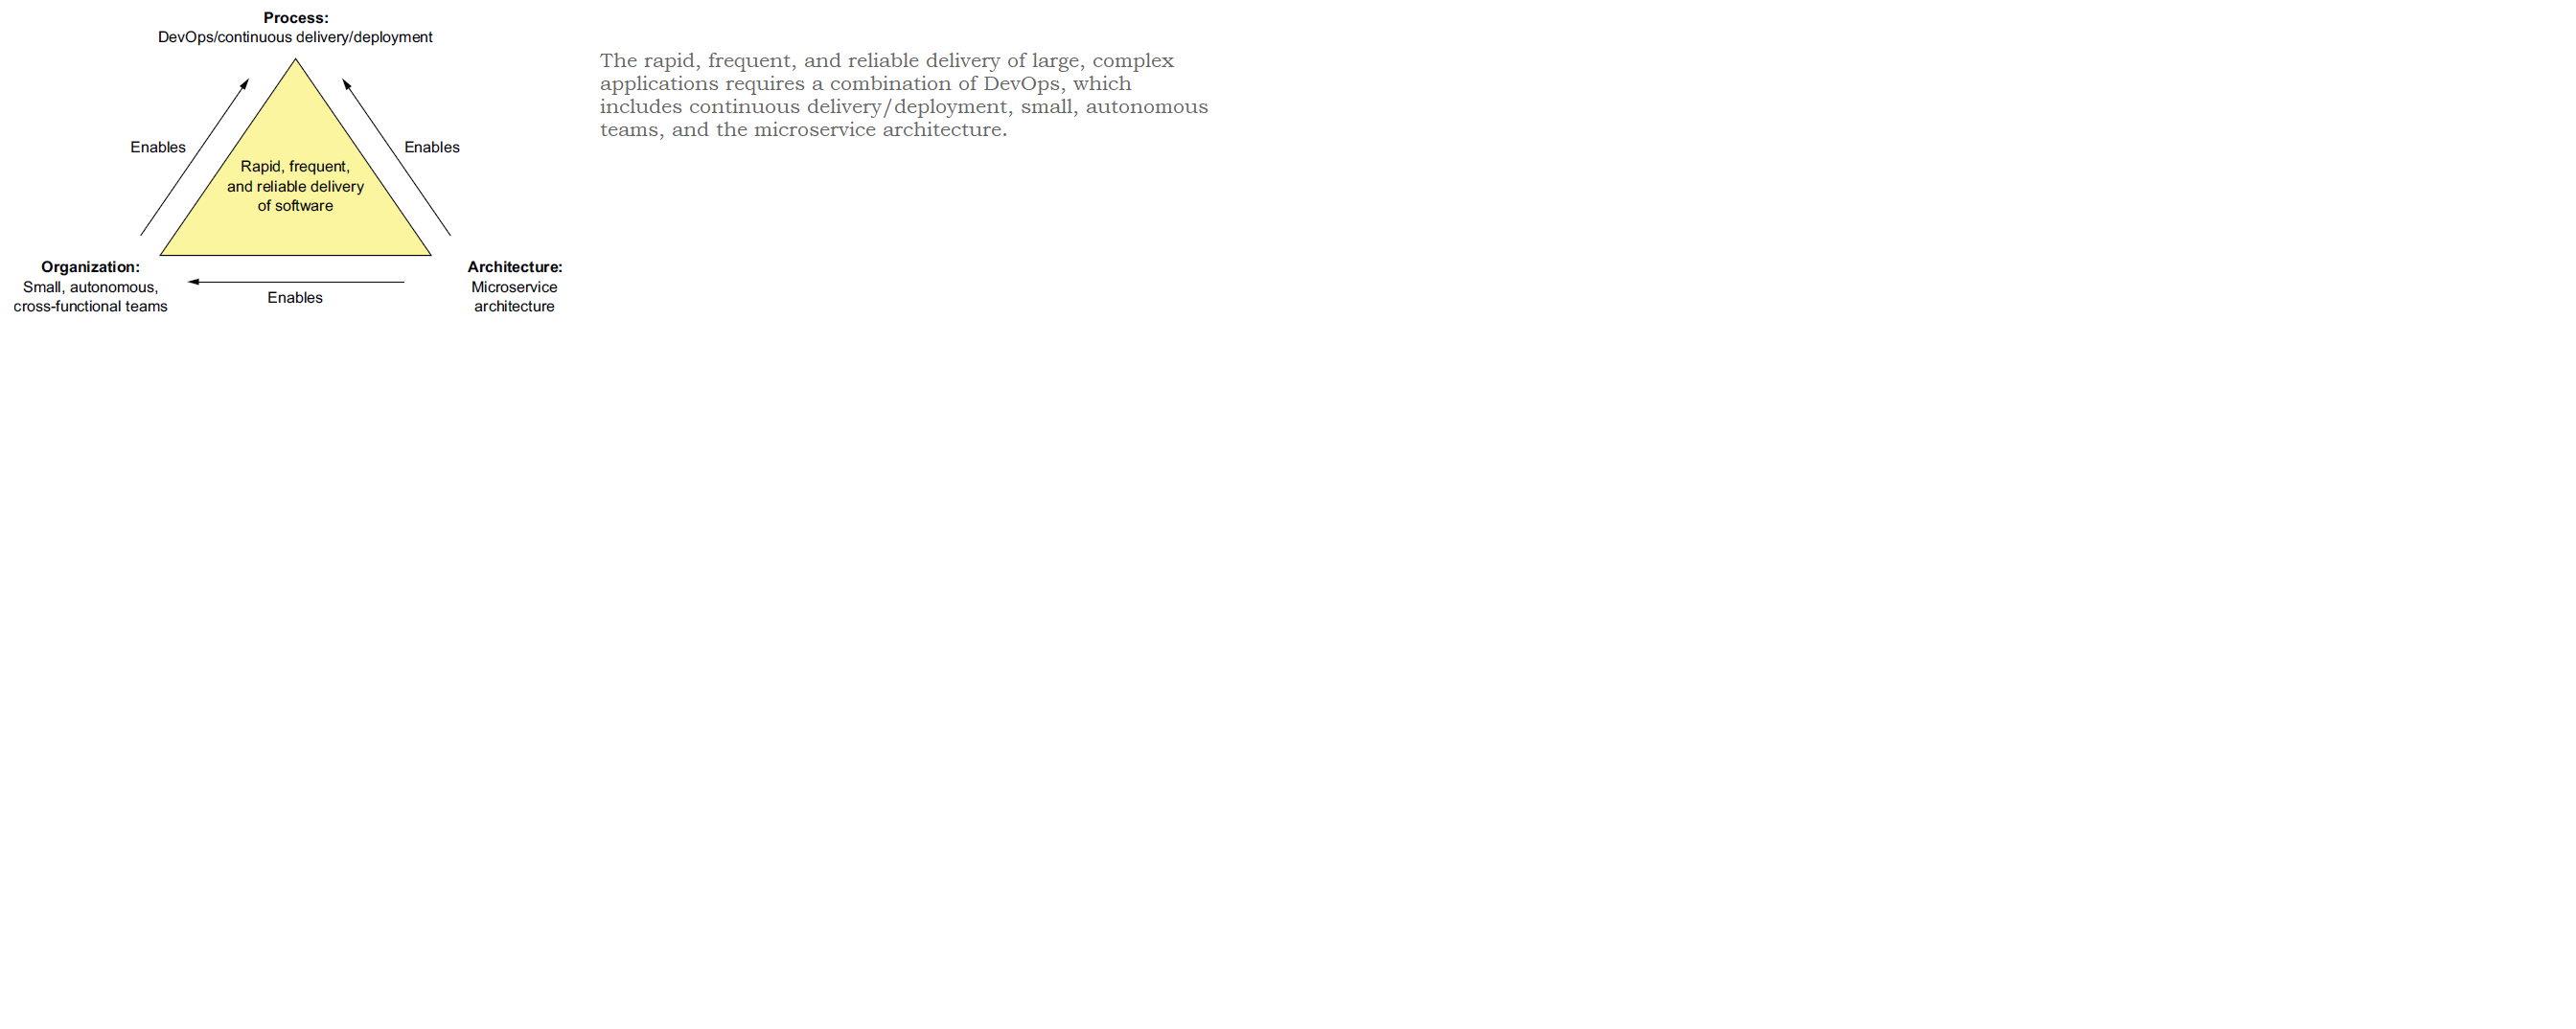 Process:
DevOps/continuous delivery/deployment
Enables
Enables
Rapid, frequent,
and reliable delivery
of software
Organization:
Small, autonomous,
cross-functional teams
Enables
Architecture:
Microservice
architecture
The rapid, frequent, and reliable delivery of large, complex
applications requires a combination of DevOps, which
includes continuous delivery/deployment, small, autonomous
teams, and the microservice architecture.